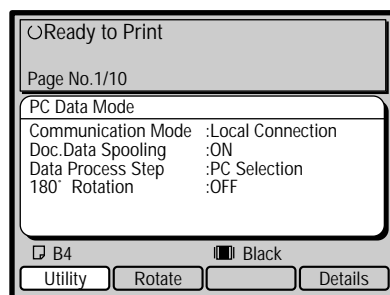 Ready to Print
Page No.1/10
PC Data Mode
Communication Mode :Local Connection
Doc.Data Spooling :ON
Data Process Step :PC Selection
180° Rotation :OFF
B4 Black
Utility Rotate Details